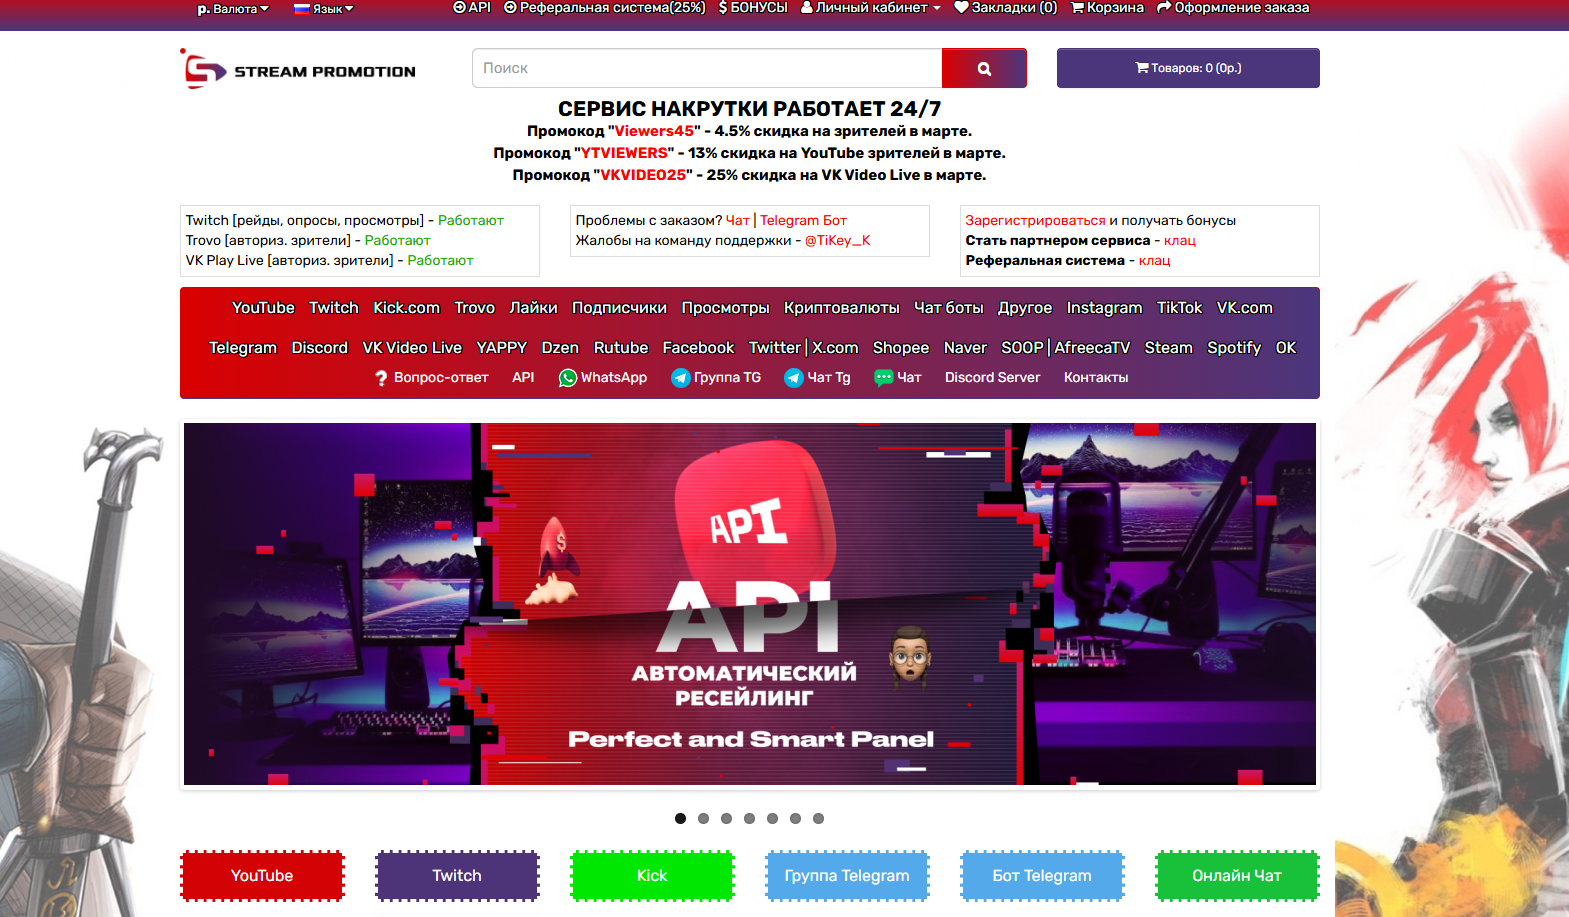 р. Валюта Язык API Реферальная система(25%) $ БОНУСЫ Личный кабинет Закладки (0) Корзина Оформление заказа
STREAM PROMOTION
Поиск
Товаров: 0 (0р.)
СЕРВИС НАКРУТКИ РАБОТАЕТ 24/7
Промокод "Viewers45" - 4.5% скидка на зрителей в марте.
Промокод "YTVIEWERS" - 13% скидка на YouTube зрителей в марте.
Промокод "VKVIDEO25" - 25% скидка на VK Video Live в марте.
Twitch [рейды, опросы, просмотры] - Работают
Trovo [авториз. зрители] - Работают
VK Play Live [авториз. зрители] - Работают
Проблемы с заказом? Чат | Telegram Бот
Жалобы на команду поддержки - @TiKey_K
Зарегистрироваться и получать бонусы
Стать партнером сервиса - клац
Реферальная система - клац
YouTube Twitch Kick.com Trovo Лайки Подписчики Просмотры Криптовалюты Чат боты Другое Instagram TikTok VK.com
Telegram Discord VK Video Live YAPPY Dzen Rutube Facebook Twitter | X.com Shopee Naver SOOP | AfreecaTV Steam Spotify OK
Вопрос-ответ API WhatsApp Группа TG Чат Tg Чат Discord Server Контакты
API
$
API
АВТОМАТИЧЕСКИЙ
РЕСЕЙЛИНГ
Perfect and Smart Panel
YouTube
Twitch
Kick
Группа Telegram
Бот Telegram
Онлайн Чат